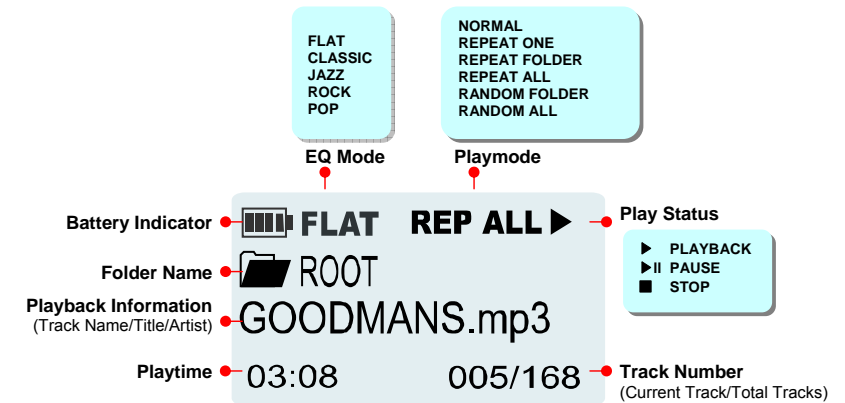 FLAT
CLASSIC
JAZZ
ROCK
POP
NORMAL
REPEAT ONE
REPEAT FOLDER
REPEAT ALL
RANDOM FOLDER
RANDOM ALL
EQ Mode
Playmode
Battery Indicator
FLAT
REP ALL
Play Status
PLAYBACK
PAUSE
STOP
Folder Name
ROOT
Playback Information
(Track Name/Title/Artist)
GOODMANS.mp3
Playtime
03:08
005/168
Track Number
(Current Track/Total Tracks)